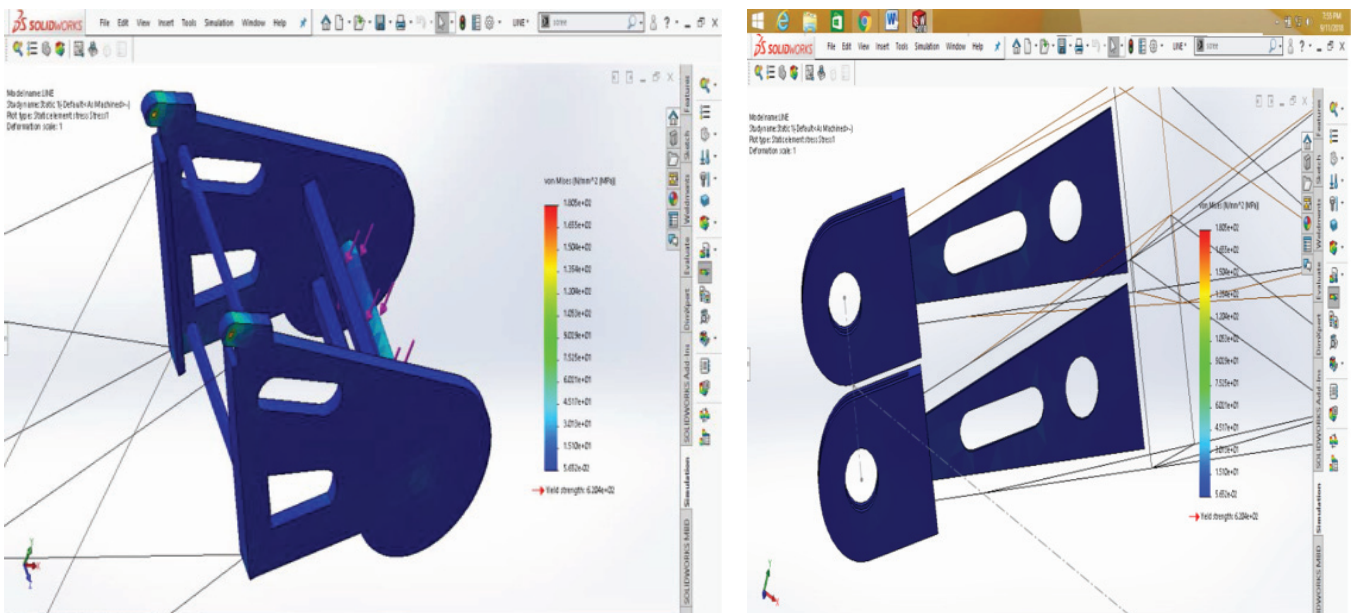 SOLIDWORKS File Edit View Insert Tools Simulation Window Help LINE* ?
Model name:LINE
Study name:Static 1(-Default<As Machined>-)
Plot type: Static element stress Stress1
Deformation scale: 1
von Mises (N/mm^2 (MPa))
1.805e+02
1.655e+02
1.504e+02
1.354e+02
1.204e+02
1.053e+02
9.029e+01
7.525e+01
6.021e+01
4.517e+01
3.013e+01
1.510e+01
5.652e-02
Yield strength: 6.204e+02
Features
Sketch
Weldments
Evaluate
DimXpert
SOLIDWORKS Add-Ins
Simulation
SOLIDWORKS MBD
Y
X
Z
7:55 PM
9/11/2018
SOLIDWORKS File Edit View Insert Tools Simulation Window Help LINE* ?
Model name:LINE
Study name:Static 1(-Default<As Machined>-)
Plot type: Static element stress Stress1
Deformation scale: 1
von Mises (N/mm^2 (MPa))
1.805e+02
1.655e+02
1.504e+02
1.354e+02
1.204e+02
1.053e+02
9.029e+01
7.525e+01
6.021e+01
4.517e+01
3.013e+01
1.510e+01
5.652e-02
Yield strength: 6.204e+02
Features
Sketch
Weldments
Evaluate
DimXpert
SOLIDWORKS Add-Ins
Simulation
SOLIDWORKS MBD
Y
X